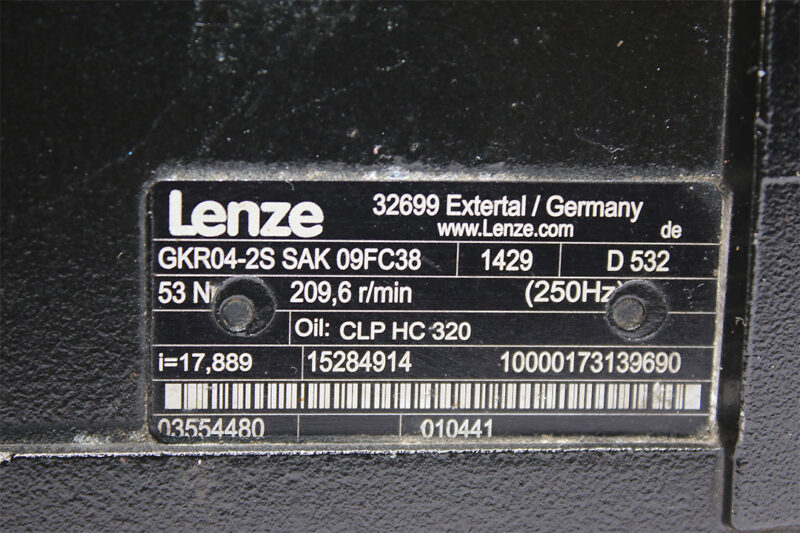 Lenze 32699 Extertal / Germany
www.Lenze.com de
GKR04-2S SAK 09FC38 1429 D 532
53 N 209,6 r/min (250Hz)
Oil: CLP HC 320
i=17,889 15284914 10000173139690
03554480 010441